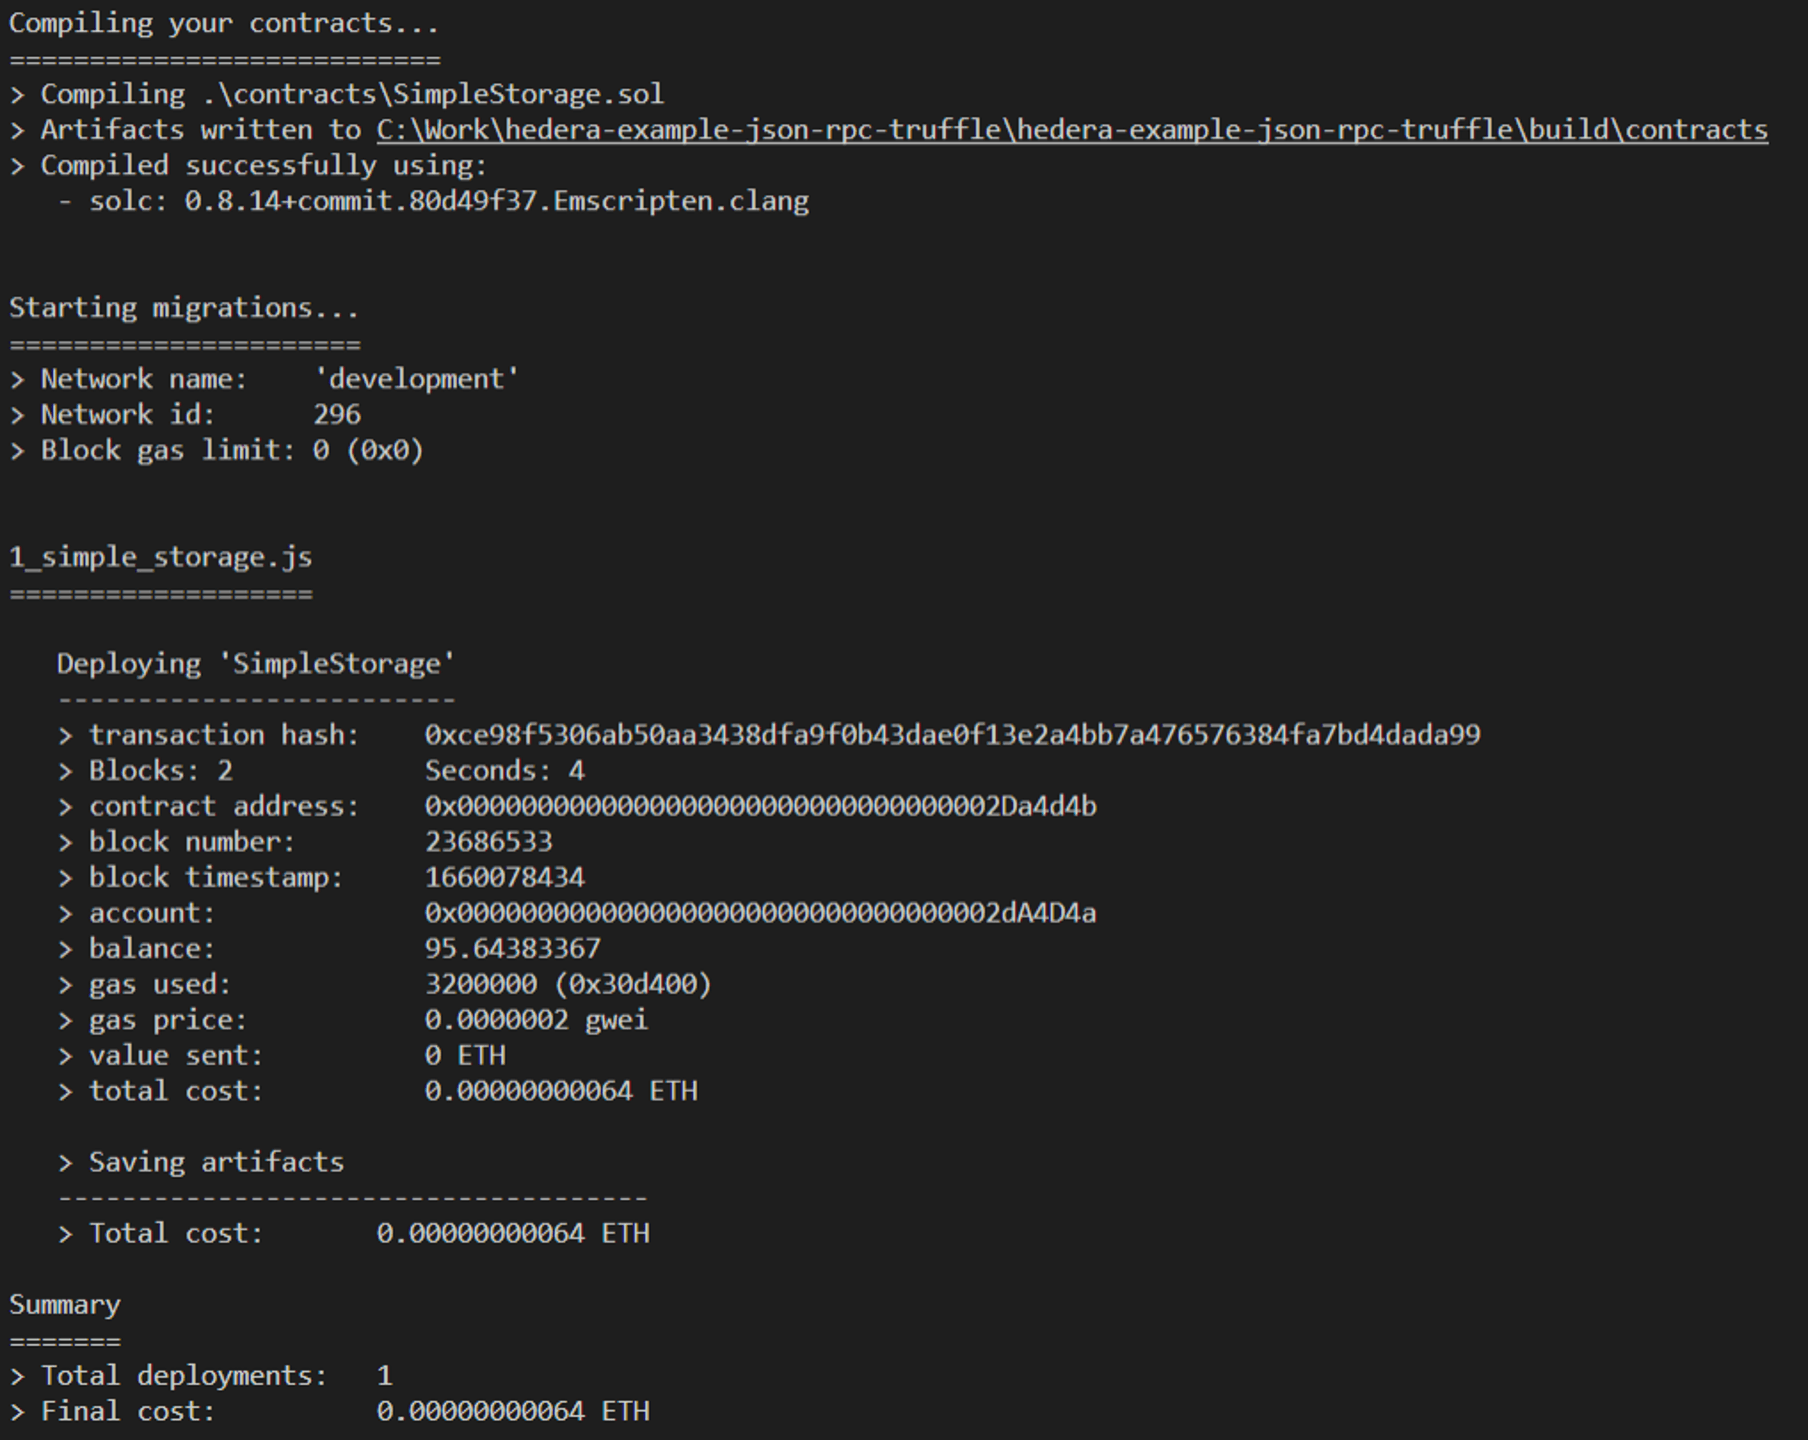 Compiling your contracts...
===========================
> Compiling .\contracts\SimpleStorage.sol
> Artifacts written to C:\Work\hedera-example-json-rpc-truffle\hedera-example-json-rpc-truffle\build\contracts
> Compiled successfully using:
   - solc: 0.8.14+commit.80d49f37.Emscripten.clang
Starting migrations...
======================
> Network name:    'development'
> Network id:      296
> Block gas limit: 0 (0x0)
1_simple_storage.js
===================
   Deploying 'SimpleStorage'
   -------------------------
   > transaction hash:    0xce98f5306ab50aa3438dfa9f0b43dae0f13e2a4bb7a476576384fa7bd4dada99
   > Blocks: 2            Seconds: 4
   > contract address:    0x0000000000000000000000000000000002Da4d4b
   > block number:        23686533
   > block timestamp:     1660078434
   > account:             0x0000000000000000000000000000000002dA4D4a
   > balance:             95.64383367
   > gas used:            3200000 (0x30d400)
   > gas price:           0.0000002 gwei
   > value sent:          0 ETH
   > total cost:          0.00000000064 ETH
   > Saving artifacts
   -------------------------------------
   > Total cost:       0.00000000064 ETH
Summary
=======
> Total deployments:   1
> Final cost:          0.00000000064 ETH